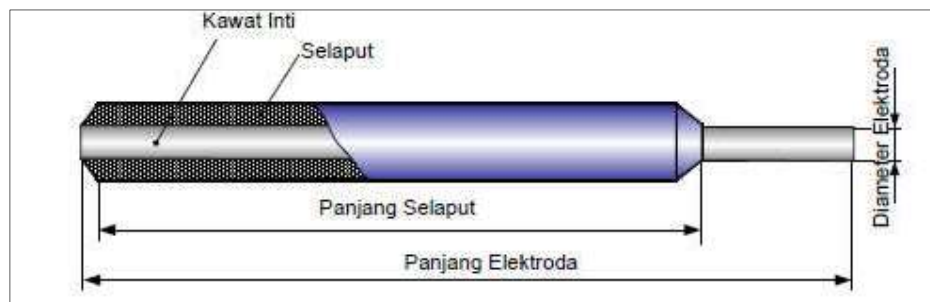 Kawat Inti
Selaput
Diameter Elektroda
Panjang Selaput
Panjang Elektroda